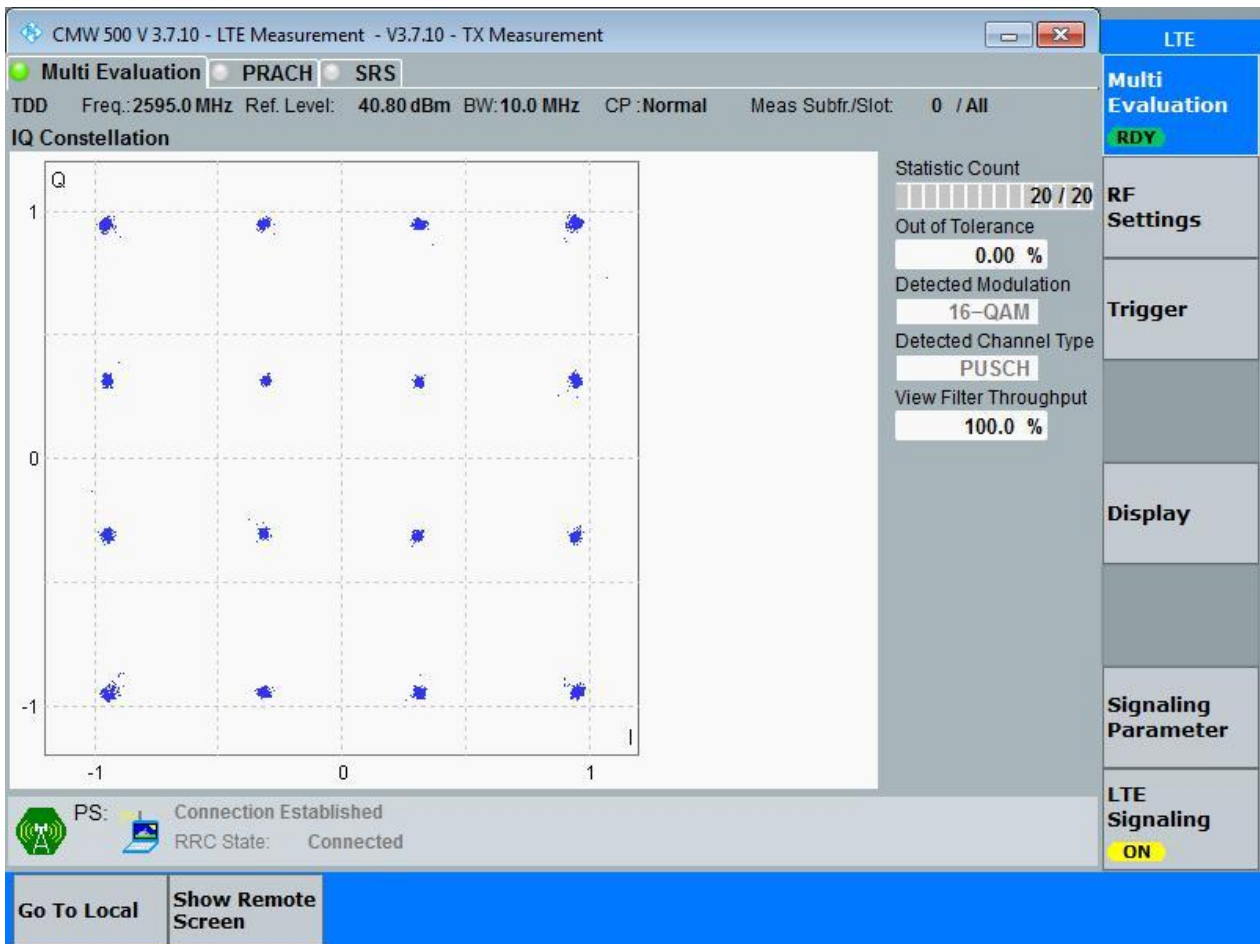 CMW 500 V 3.7.10 - LTE Measurement - V3.7.10 - TX Measurement
LTE
Multi Evaluation PRACH SRS
TDD Freq.: 2595.0 MHz Ref. Level: 40.80 dBm BW: 10.0 MHz CP : Normal Meas Subfr./Slot: 0 / All
IQ Constellation
Q
1
0
-1
-1 0 1
I
Statistic Count
20 / 20
Out of Tolerance
0.00 %
Detected Modulation
16-QAM
Detected Channel Type
PUSCH
View Filter Throughput
100.0 %
Multi
Evaluation
RDY
RF
Settings
Trigger
Display
Signaling
Parameter
LTE
Signaling
ON
PS: Connection Established
RRC State: Connected
Go To Local
Show Remote
Screen